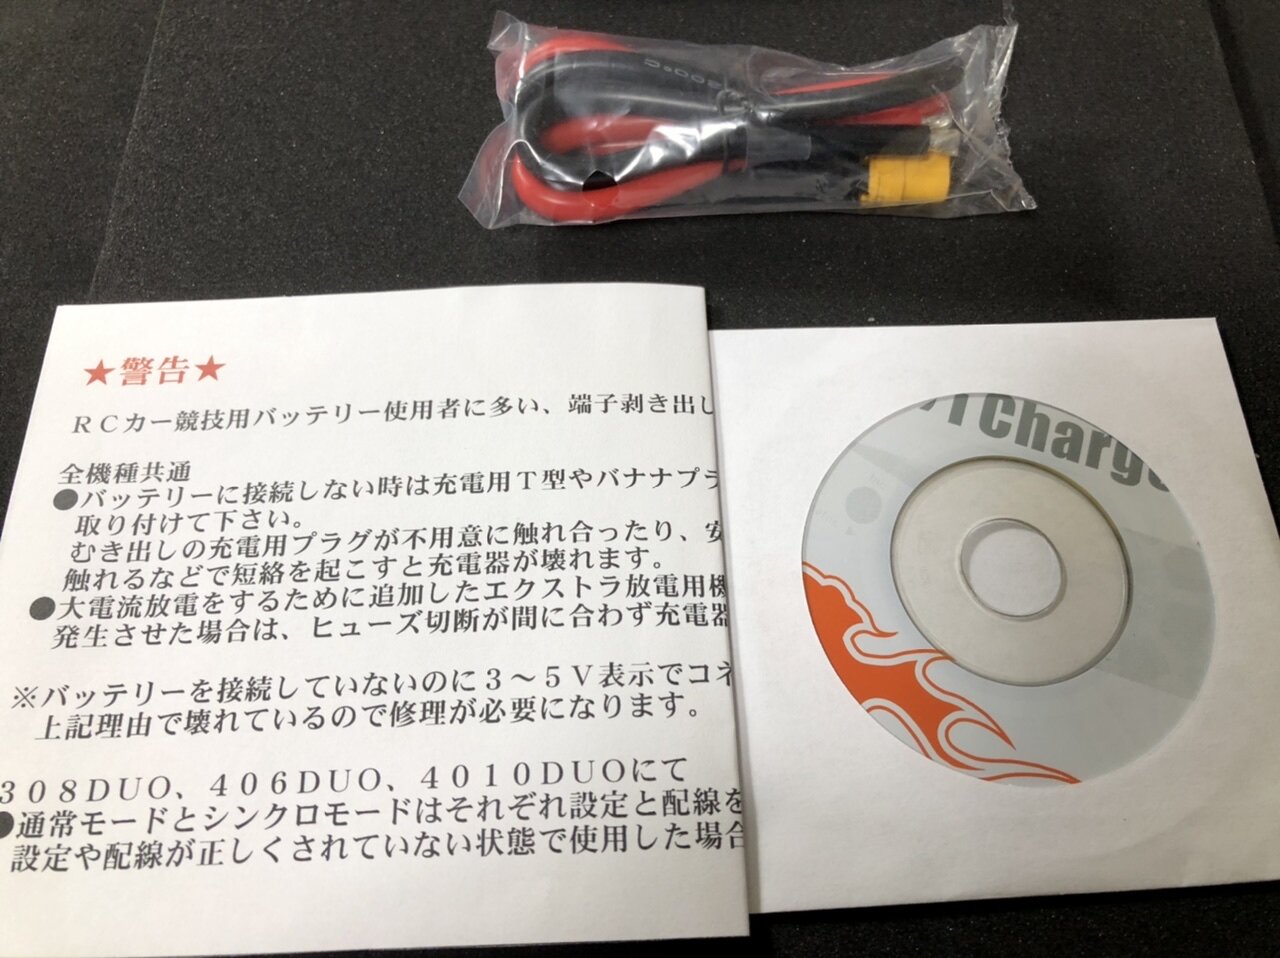 ★警告★
RCカー競技用バッテリー使用者に多い、端子剥き出し
全機種共通
●バッテリーに接続しない時は充電用T型やバナナプラ
取り付けて下さい。
むき出しの充電用プラグが不用意に触れ合ったり、安
触れるなどで短絡を起こすと充電器が壊れます。
●大電流放電をするために追加したエクストラ放電用機
発生させた場合は、ヒューズ切断が間に合わず充電器
※バッテリーを接続していないのに3～5V表示でコネ
上記理由で壊れているので修理が必要になります。
308DUO、406DUO、4010DUOにて
●通常モードとシンクロモードはそれぞれ設定と配線を
設定や配線が正しくされていない状態で使用した場合
Charge